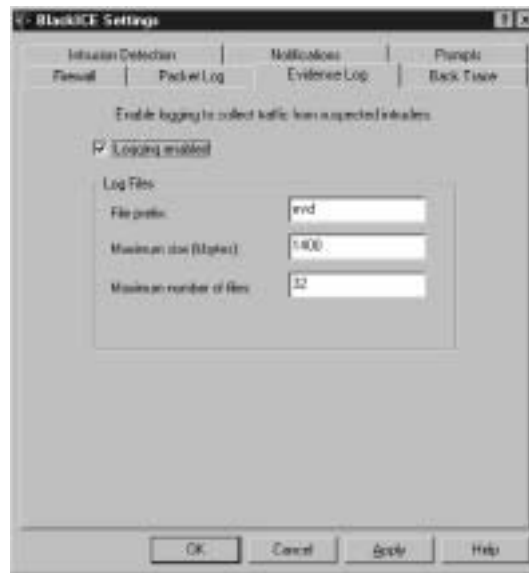 BlackICE Settings
Intrusion Detection Notifications Prompts
Firewall Packet Log Evidence Log Back Trace
Enable logging to collect traffic from suspected intruders.
Logging enabled
Log Files
File prefix: evd
Maximum size (kbytes): 1400
Maximum number of files: 32
OK Cancel Apply Help